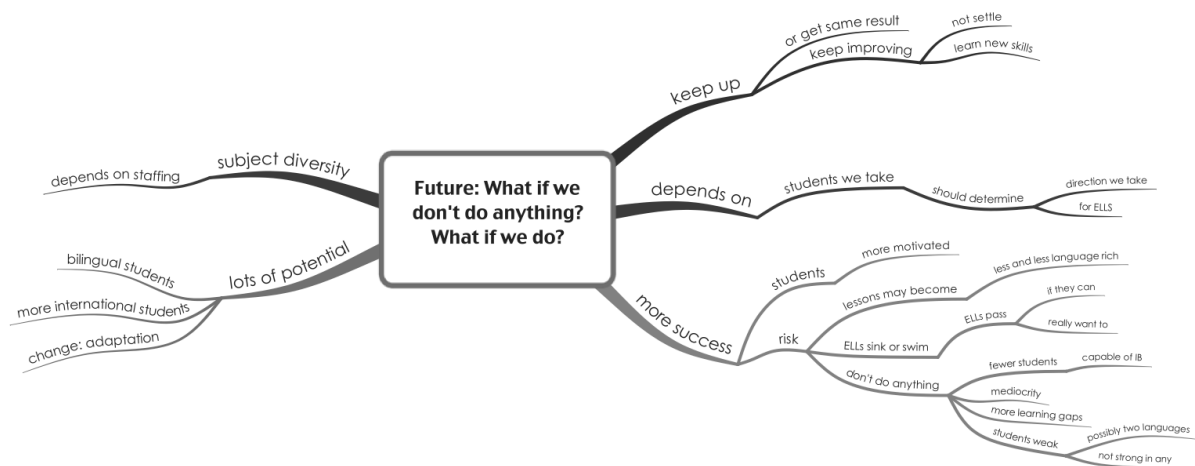 Future: What if we
don't do anything?
What if we do?
keep up
or get same result
keep improving
not settle
learn new skills
depends on
students we take
should determine
direction we take
for ELLS
more success
students
more motivated
risk
lessons may become
less and less language rich
ELLs sink or swim
ELLs pass
if they can
really want to
don't do anything
fewer students
capable of IB
mediocrity
more learning gaps
students weak
possibly two languages
not strong in any
subject diversity
depends on staffing
lots of potential
bilingual students
more international students
change: adaptation